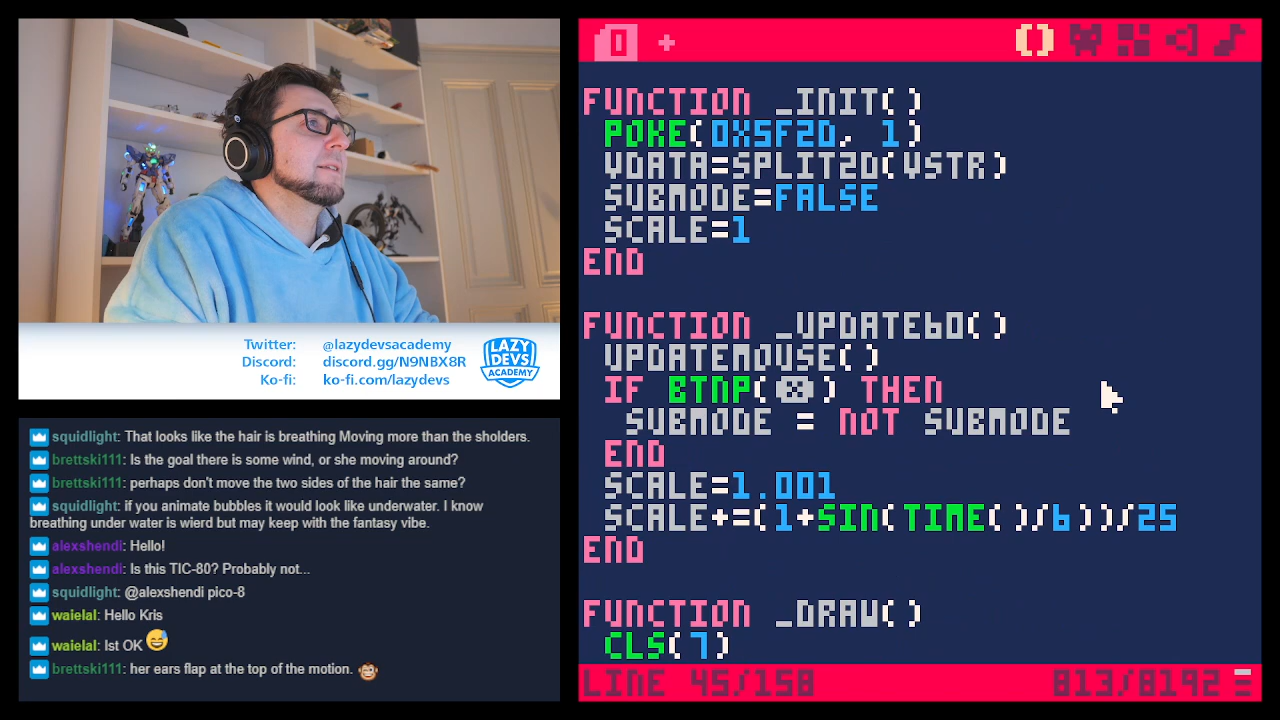 Twitter: @lazydevsacademy
Discord: discord.gg/N9NBX8R
Ko-fi: ko-fi.com/lazydevs
LAZY
DEVS
ACADEMY
squidlight: That looks like the hair is breathing Moving more than the sholders.
brettski111: Is the goal there is some wind, or she moving around?
brettski111: perhaps don't move the two sides of the hair the same?
squidlight: if you animate bubbles it would look like underwater. I know
breathing under water is wierd but may keep with the fantasy vibe.
alexshendi: Hello!
alexshendi: Is this TIC-80? Probably not...
squidlight: @alexshendi pico-8
waielal: Hello Kris
waielal: Ist OK 😅
brettski111: her ears flap at the top of the motion. 🐵
0 +
FUNCTION _INIT()
POKE(0X5F2D, 1)
VDATA=SPLIT2D(VSTR)
SUBMODE=FALSE
SCALE=1
END
FUNCTION _UPDATE60()
UPDATEMOUSE()
IF BTNP(❎) THEN
SUBMODE = NOT SUBMODE
END
SCALE=1.001
SCALE+=(1+SIN(TIME()/6))/25
END
FUNCTION _DRAW()
CLS(7)
LINE 45/158
813/8192